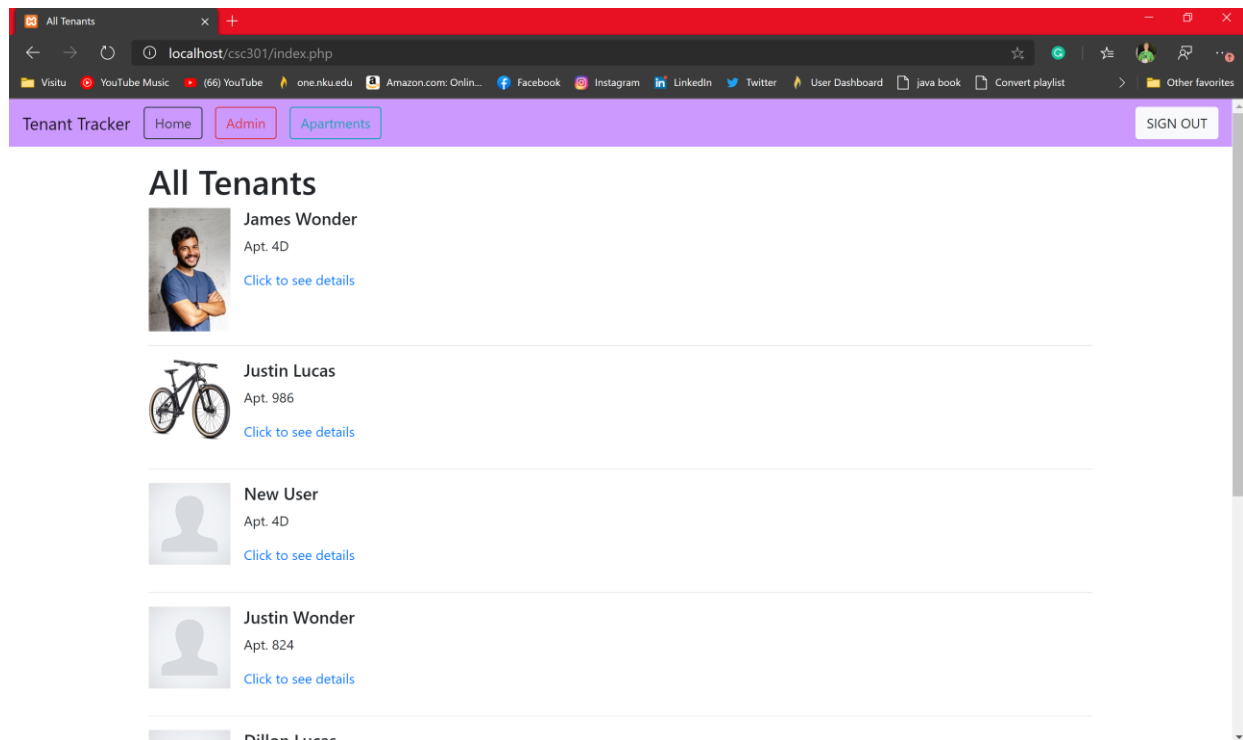 All Tenants
localhost/csc301/index.php
Visitu YouTube Music (66) YouTube one.nku.edu Amazon.com: Onlin... Facebook Instagram LinkedIn Twitter User Dashboard java book Convert playlist Other favorites
Tenant Tracker Home Admin Apartments SIGN OUT
All Tenants
James Wonder
Apt. 4D
Click to see details
Justin Lucas
Apt. 986
Click to see details
New User
Apt. 4D
Click to see details
Justin Wonder
Apt. 824
Click to see details
Dillon Lucas